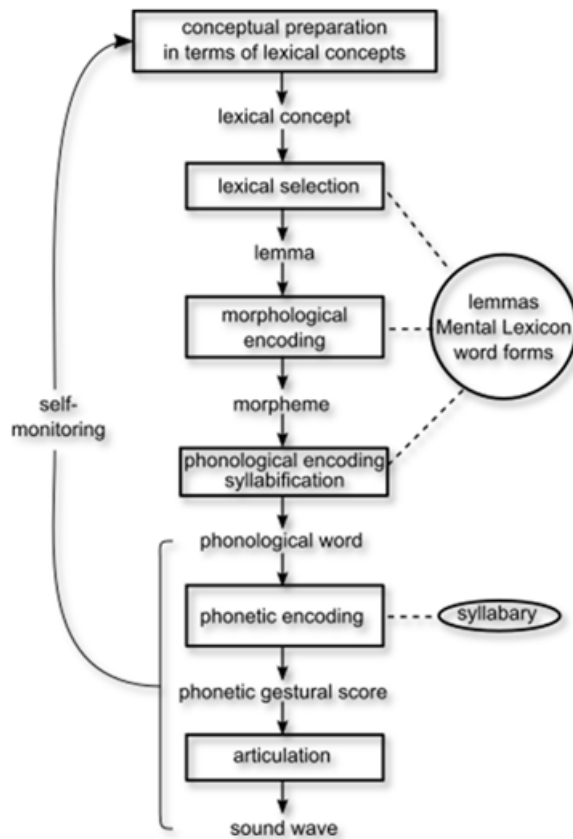 conceptual preparation
in terms of lexical concepts
lexical concept
lexical selection
lemma
lemmas
Mental Lexicon
word forms
morphological
encoding
self-
monitoring
morpheme
phonological encoding
syllabification
phonological word
phonetic encoding
syllabary
phonetic gestural score
articulation
sound wave